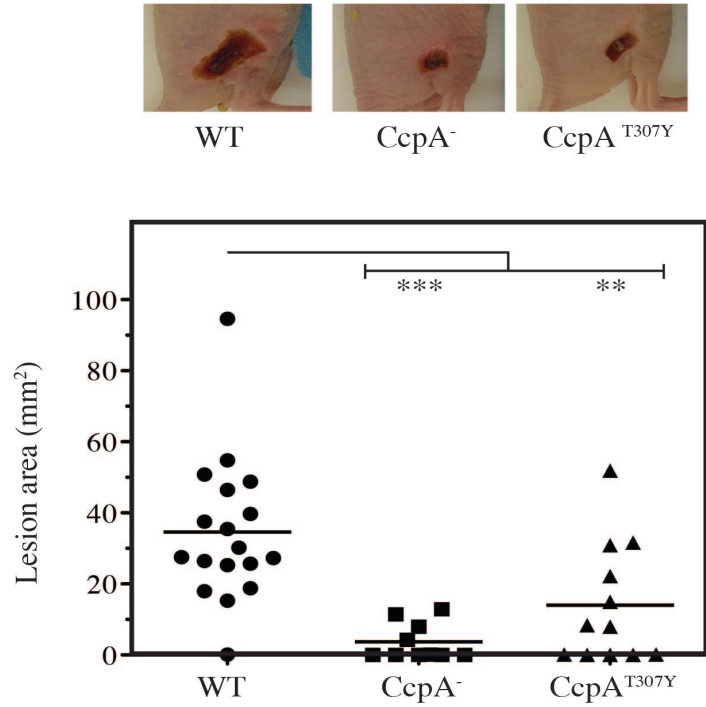 WT CcpA⁻ CcpA T307Y
*** **
100
80
60
40
20
0
Lesion area (mm²)
WT CcpA⁻ CcpAT307Y